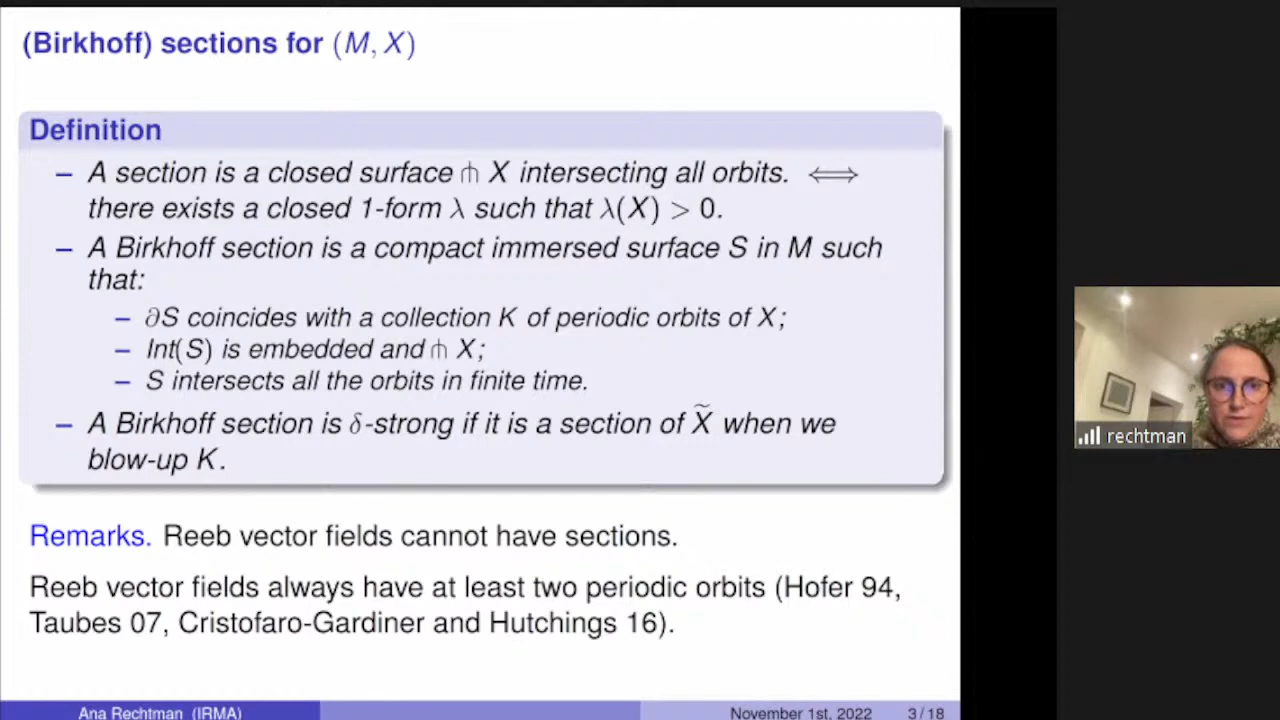 (Birkhoff) sections for (M, X)
Definition
– A section is a closed surface ⋔ X intersecting all orbits. ⟺
there exists a closed 1-form λ such that λ(X) > 0.
– A Birkhoff section is a compact immersed surface S in M such
that:
– ∂S coincides with a collection K of periodic orbits of X;
– Int(S) is embedded and ⋔ X;
– S intersects all the orbits in finite time.
– A Birkhoff section is δ-strong if it is a section of X̃ when we
blow-up K.
Remarks. Reeb vector fields cannot have sections.
Reeb vector fields always have at least two periodic orbits (Hofer 94,
Taubes 07, Cristofaro-Gardiner and Hutchings 16).
rechtman
Ana Rechtman (IRMA)
November 1st, 2022 3 / 18